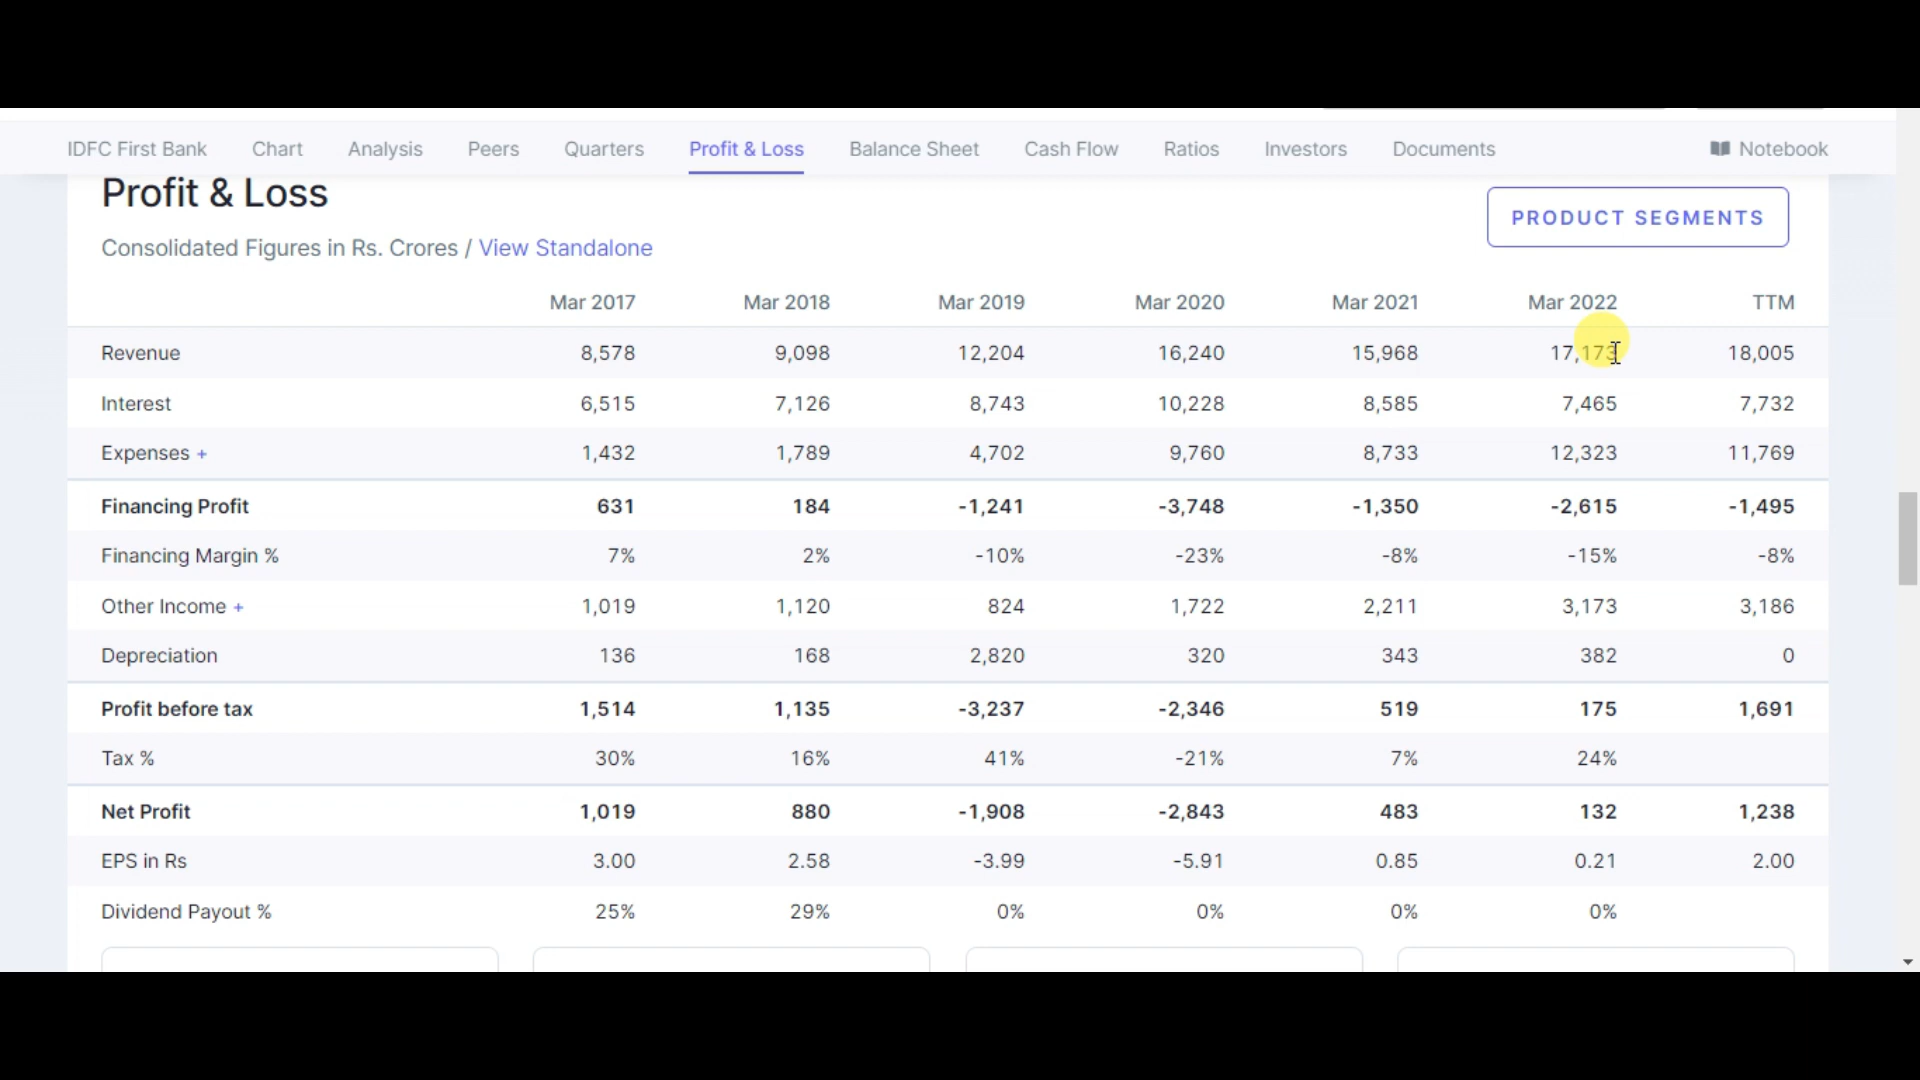 IDFC First Bank Chart Analysis Peers Quarters Profit & Loss Balance Sheet Cash Flow Ratios Investors Documents Notebook
Profit & Loss
PRODUCT SEGMENTS
Consolidated Figures in Rs. Crores / View Standalone
Mar 2017 Mar 2018 Mar 2019 Mar 2020 Mar 2021 Mar 2022 TTM
Revenue 8,578 9,098 12,204 16,240 15,968 17,173 18,005
Interest 6,515 7,126 8,743 10,228 8,585 7,465 7,732
Expenses + 1,432 1,789 4,702 9,760 8,733 12,323 11,769
Financing Profit 631 184 -1,241 -3,748 -1,350 -2,615 -1,495
Financing Margin % 7% 2% -10% -23% -8% -15% -8%
Other Income + 1,019 1,120 824 1,722 2,211 3,173 3,186
Depreciation 136 168 2,820 320 343 382 0
Profit before tax 1,514 1,135 -3,237 -2,346 519 175 1,691
Tax % 30% 16% 41% -21% 7% 24%
Net Profit 1,019 880 -1,908 -2,843 483 132 1,238
EPS in Rs 3.00 2.58 -3.99 -5.91 0.85 0.21 2.00
Dividend Payout % 25% 29% 0% 0% 0% 0%